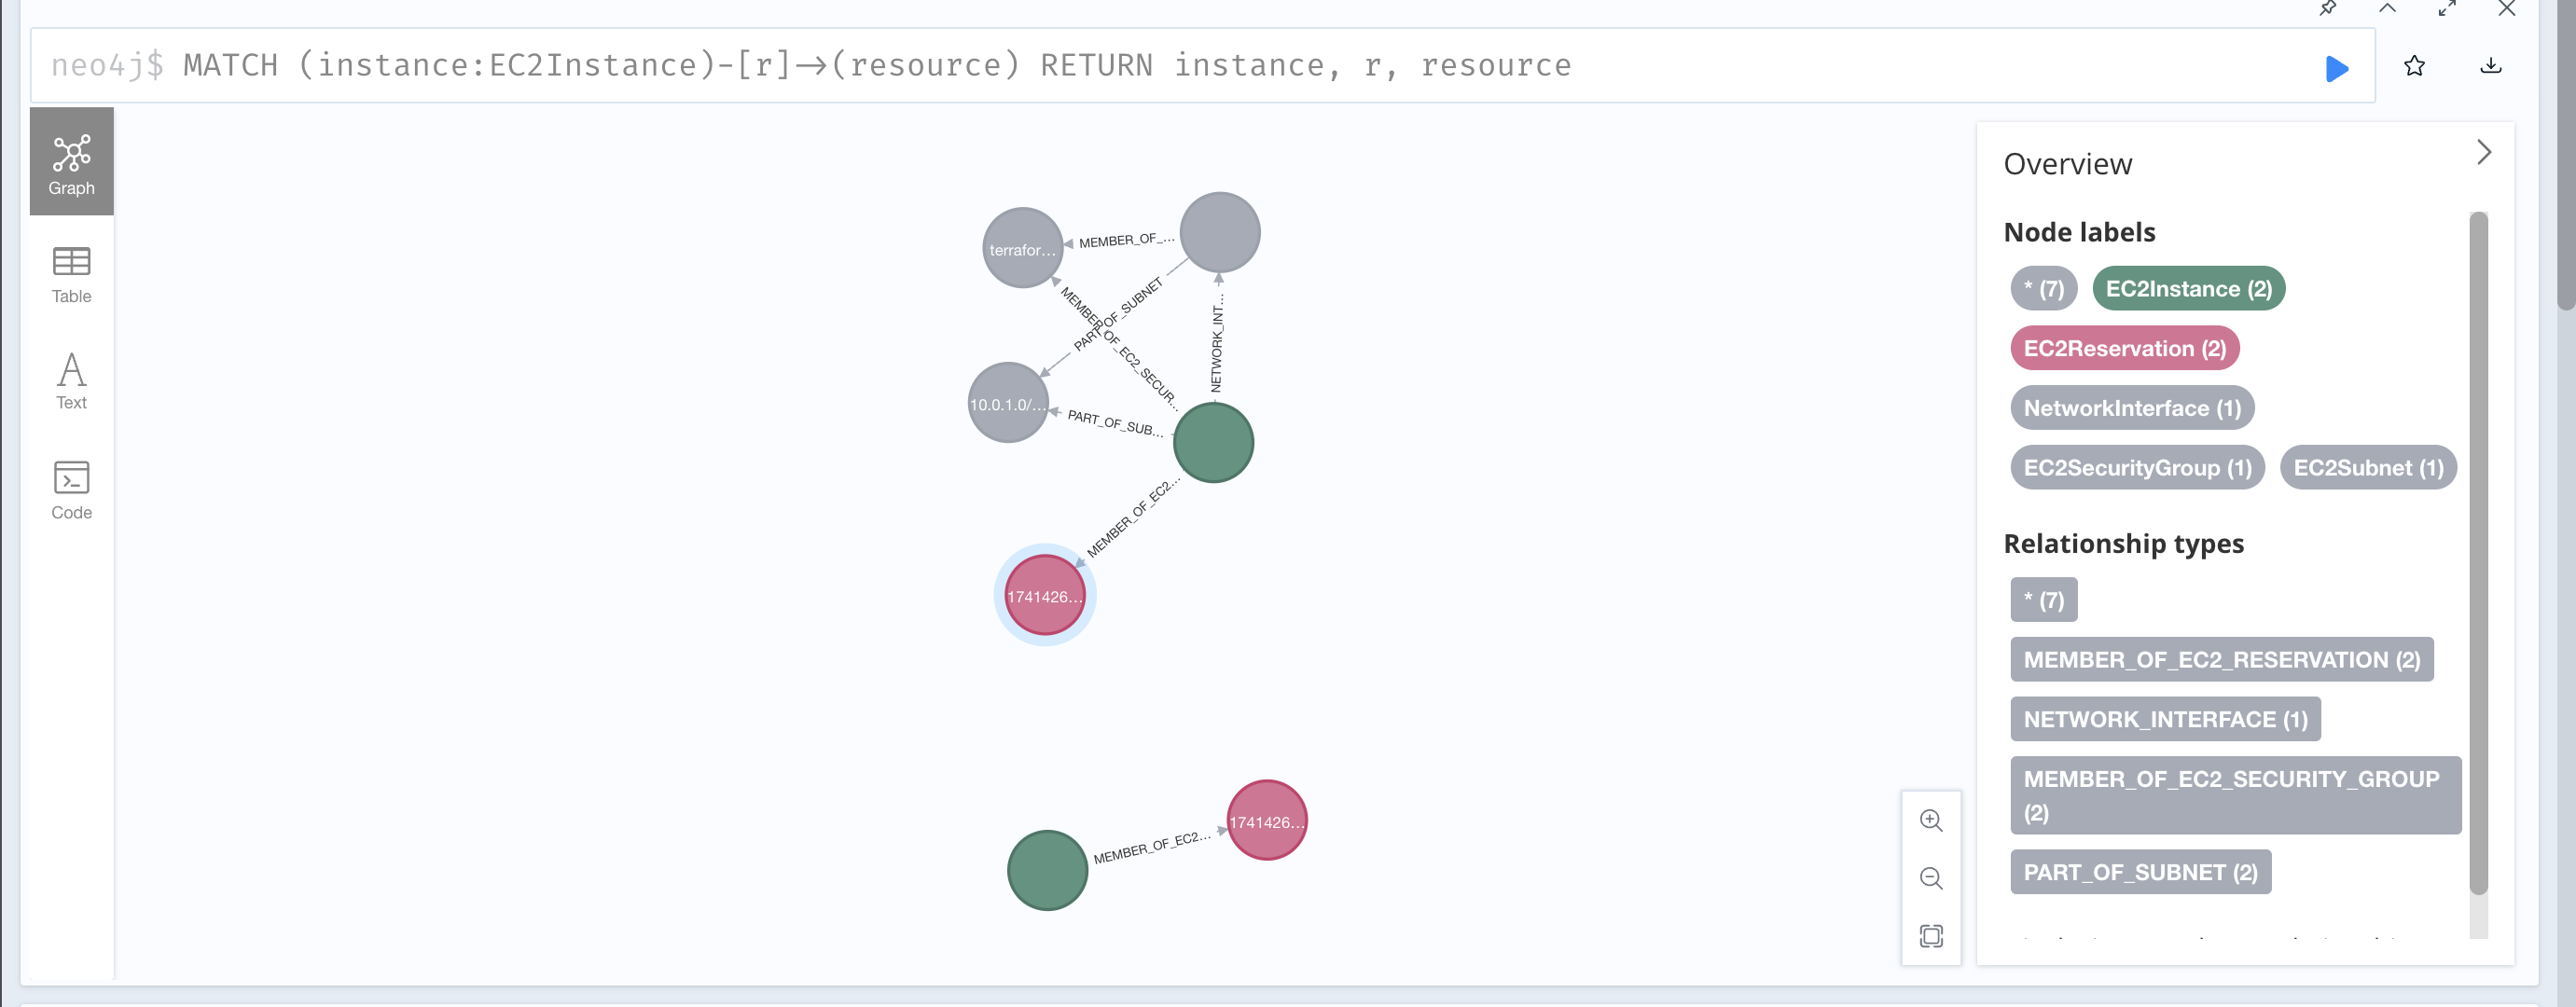 neo4j$ MATCH (instance:EC2Instance)-[r]→(resource) RETURN instance, r, resource
Graph
Table
Text
Code
terrafor...
MEMBER_OF_...
MEMBER_OF_EC2_SECUR...
PART_OF_SUBNET
NETWORK_INT...
10.0.1.0/...
PART_OF_SUB...
MEMBER_OF_EC2...
1741426...
MEMBER_OF_EC2...
1741426...
Overview
Node labels
* (7) EC2Instance (2)
EC2Reservation (2)
NetworkInterface (1)
EC2SecurityGroup (1) EC2Subnet (1)
Relationship types
* (7)
MEMBER_OF_EC2_RESERVATION (2)
NETWORK_INTERFACE (1)
MEMBER_OF_EC2_SECURITY_GROUP
(2)
PART_OF_SUBNET (2)